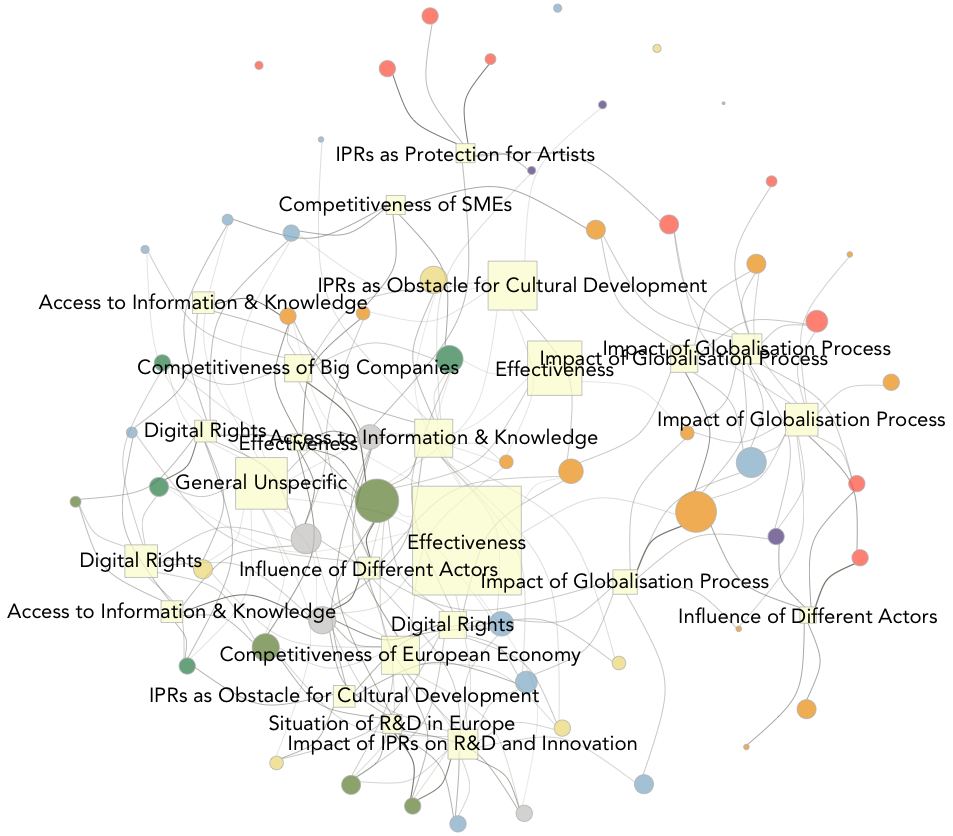 IPRs as Protection for Artists
Competitiveness of SMEs
IPRs as Obstacle for Cultural Development
Access to Information & Knowledge
Impact of Globalisation Process
Impact of Globalisation Process
Competitiveness of Big Companies
Effectiveness
Impact of Globalisation Process
Digital Rights
Access to Information & Knowledge
Effectiveness
General Unspecific
Effectiveness
Digital Rights
Influence of Different Actors
Impact of Globalisation Process
Access to Information & Knowledge
Influence of Different Actors
Digital Rights
Competitiveness of European Economy
IPRs as Obstacle for Cultural Development
Situation of R&D in Europe
Impact of IPRs on R&D and Innovation